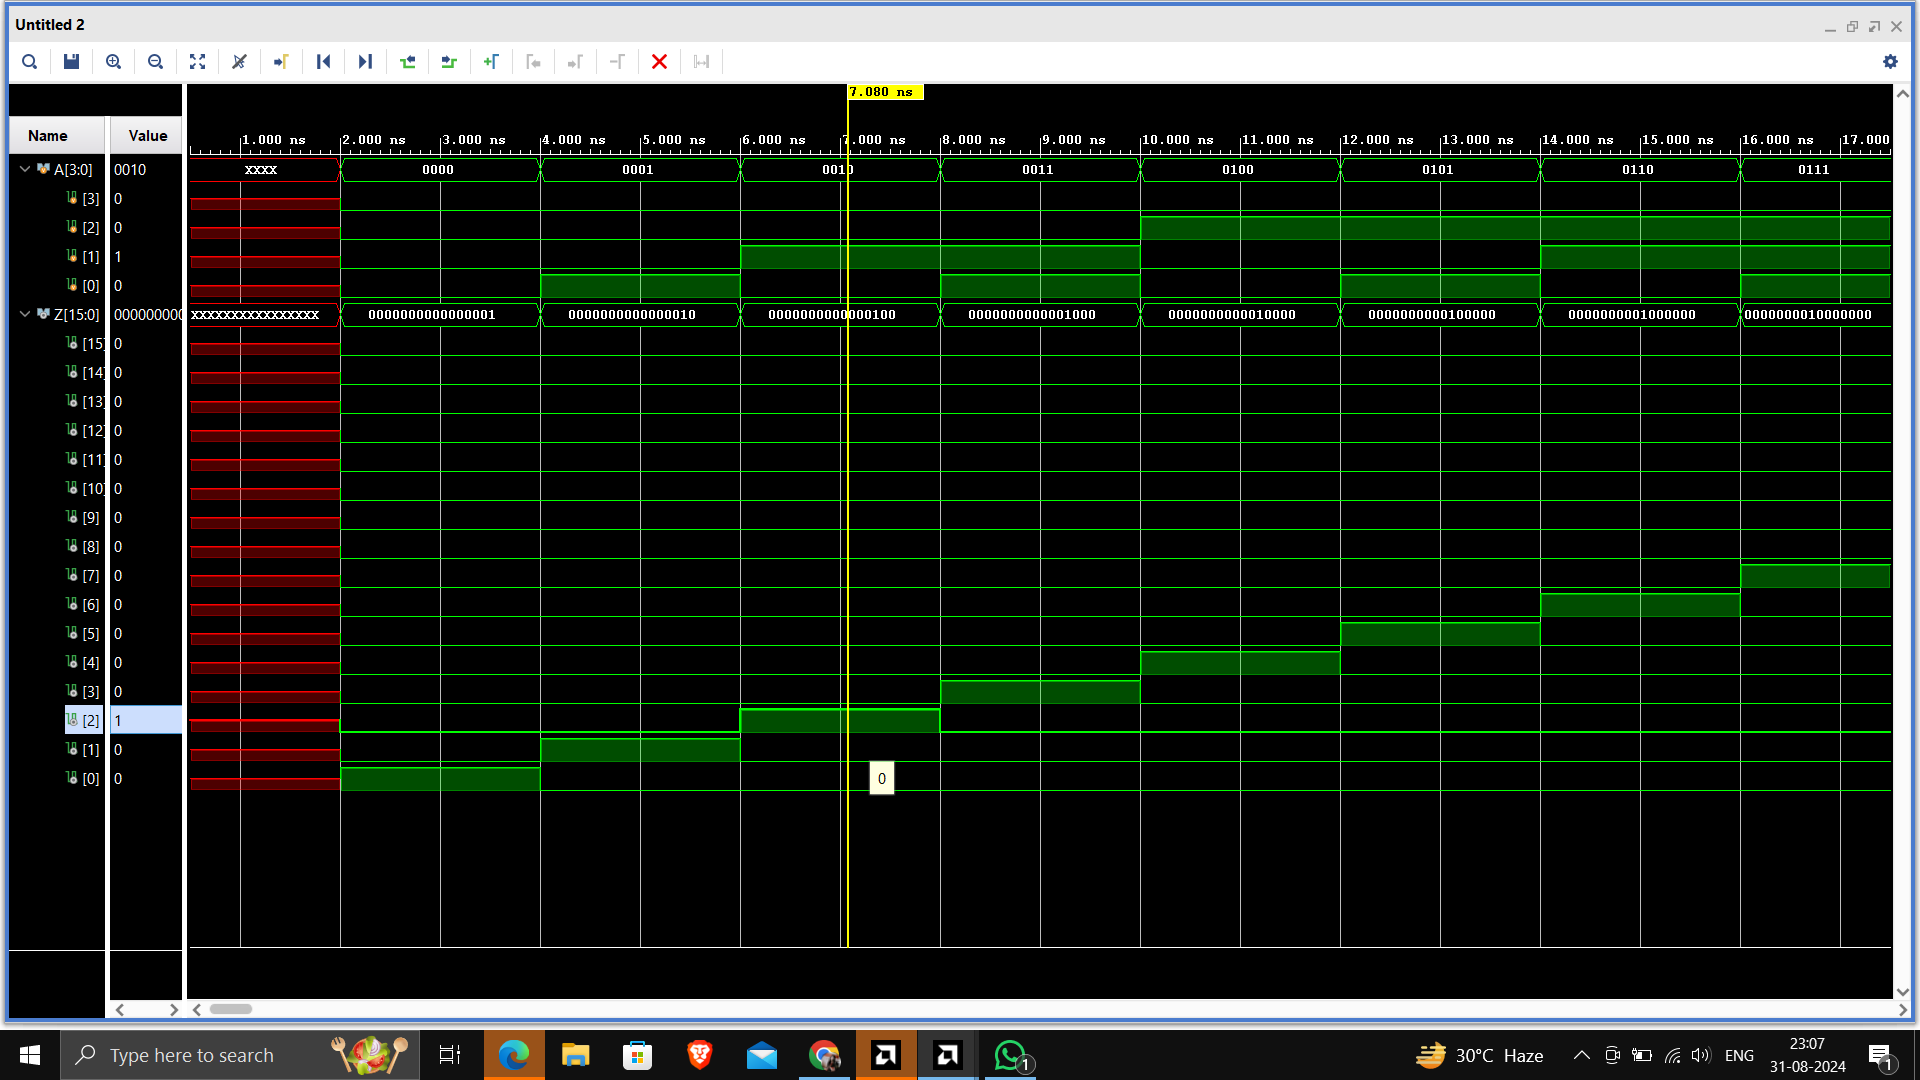 Untitled 2
7.080 ns
Name Value
1.000 ns 2.000 ns 3.000 ns 4.000 ns 5.000 ns 6.000 ns 7.000 ns 8.000 ns 9.000 ns 10.000 ns 11.000 ns 12.000 ns 13.000 ns 14.000 ns 15.000 ns 16.000 ns 17.000
A[3:0] 0010 XXXX 0000 0001 0010 0011 0100 0101 0110 0111
[3] 0
[2] 0
[1] 1
[0] 0
Z[15:0] 000000000 XXXXXXXXXXXXXXXX 0000000000000001 0000000000000010 0000000000000100 0000000000001000 0000000000010000 0000000000100000 0000000001000000 0000000010000000
[15] 0
[14] 0
[13] 0
[12] 0
[11] 0
[10] 0
[9] 0
[8] 0
[7] 0
[6] 0
[5] 0
[4] 0
[3] 0
[2] 1
[1] 0
[0] 0 0
Type here to search
1
30°C Haze
ENG
23:07
31-08-2024
1